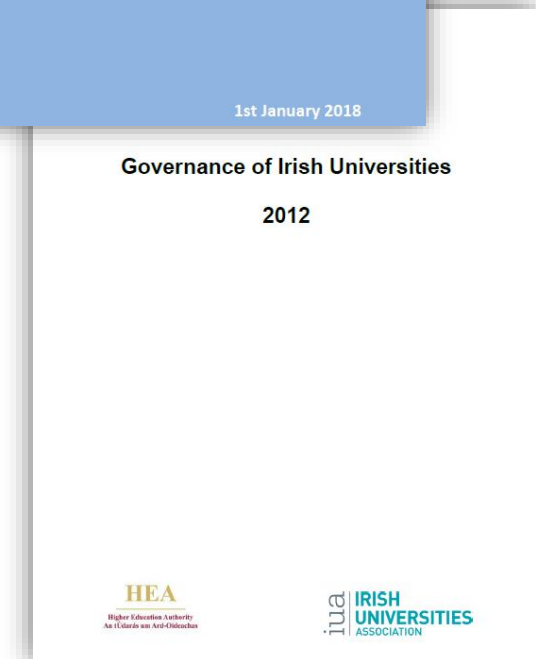 1st January 2018
Governance of Irish Universities
2012
HEA
Higher Education Authority
An tÚdarás um Ard-Oideachas
iua
IRISH
UNIVERSITIES
ASSOCIATION